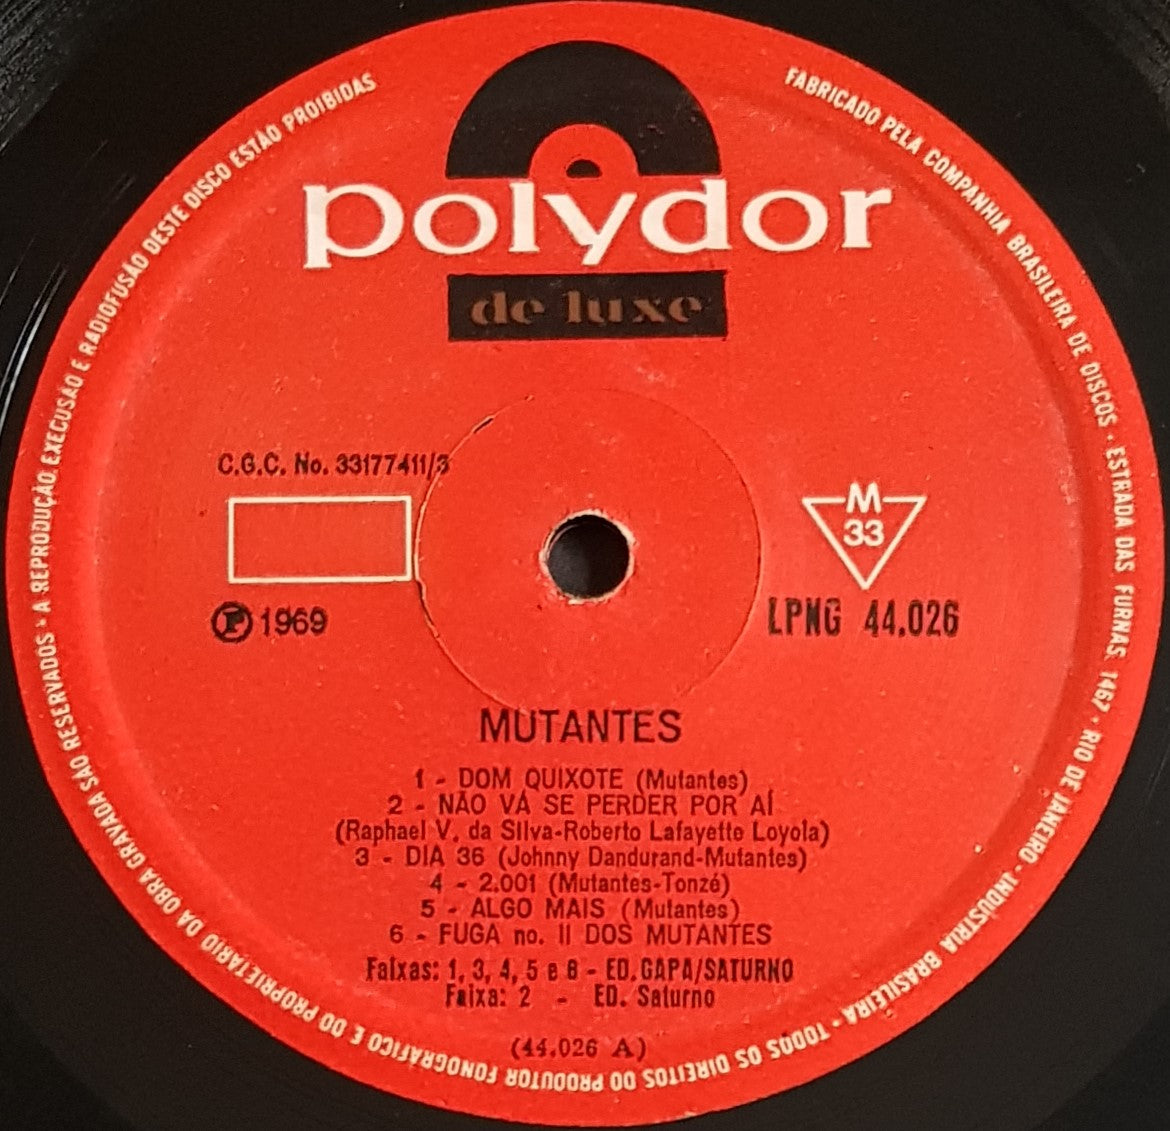 polydor
de luxe
C.G.C. No. 33177411/3
M
33
P 1969
LPNG 44.026
MUTANTES
1 - DOM QUIXOTE (Mutantes)
2 - NÃO VÁ SE PERDER POR AÍ
(Raphael V. da Silva-Roberto Lafayette Loyola)
3 - DIA 36 (Johnny Dandurand-Mutantes)
4 - 2.001 (Mutantes-Tonzé)
5 - ALGO MAIS (Mutantes)
6 - FUGA no. II DOS MUTANTES
Faixas: 1, 3, 4, 5 e 6 - ED.GAPA/SATURNO
Faixa: 2 - ED. Saturno
(44.026 A)
FABRICADO PELA COMPANHIA BRASILEIRA DE DISCOS · ESTRADA DAS FURNAS, 1467 · RIO DE JANEIRO · INDÚSTRIA BRASILEIRA · TODOS OS DIREITOS DO PRODUTOR FONOGRÁFICO E DO PROPRIETÁRIO DA OBRA GRAVADA SÃO RESERVADOS · A REPRODUÇÃO, EXECUSÃO E RADIOFUSÃO DESTE DISCO ESTÃO PROIBIDAS